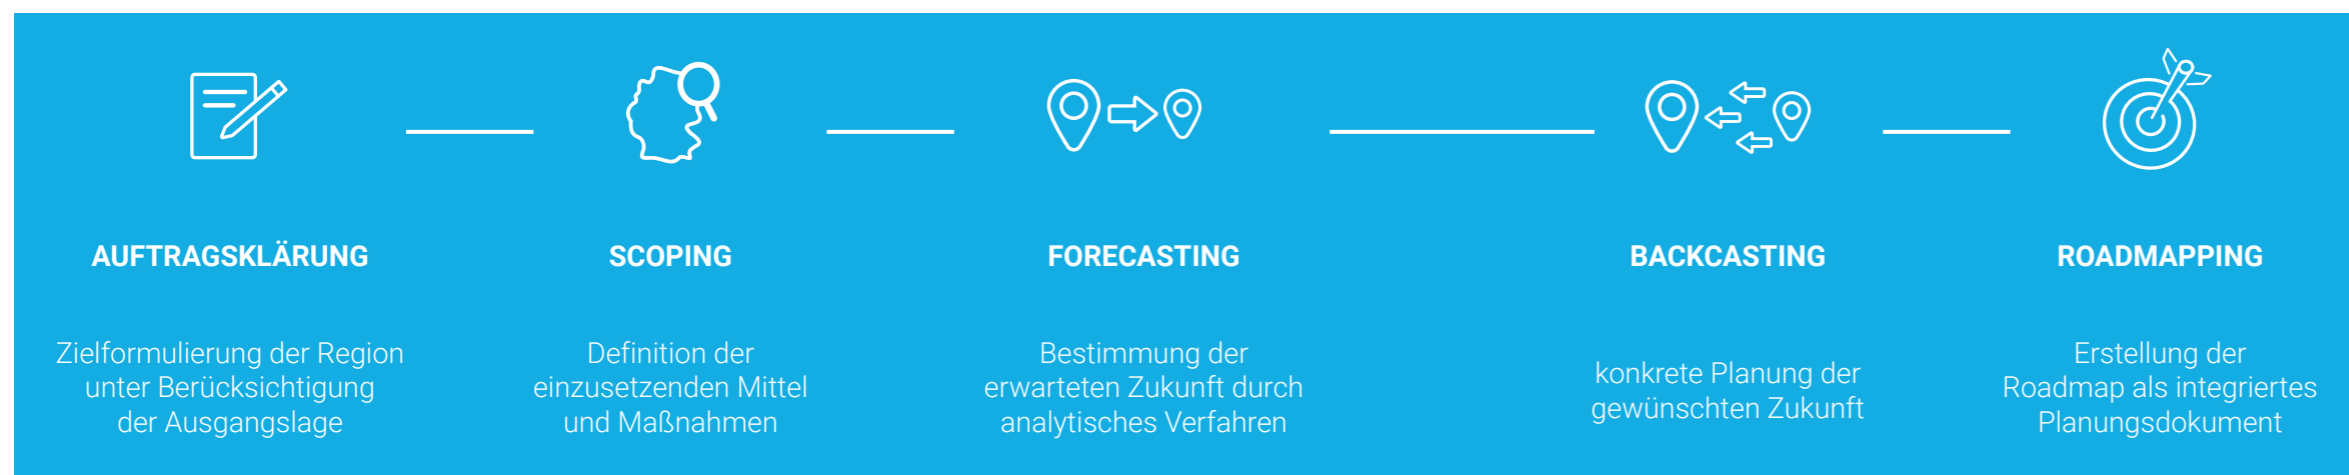 AUFTRAGSKLÄRUNG
Zielformulierung der Region
unter Berücksichtigung
der Ausgangslage
SCOPING
Definition der
einzusetzenden Mittel
und Maßnahmen
FORECASTING
Bestimmung der
erwarteten Zukunft durch
analytisches Verfahren
BACKCASTING
konkrete Planung der
gewünschten Zukunft
ROADMAPPING
Erstellung der
Roadmap als integriertes
Planungsdokument